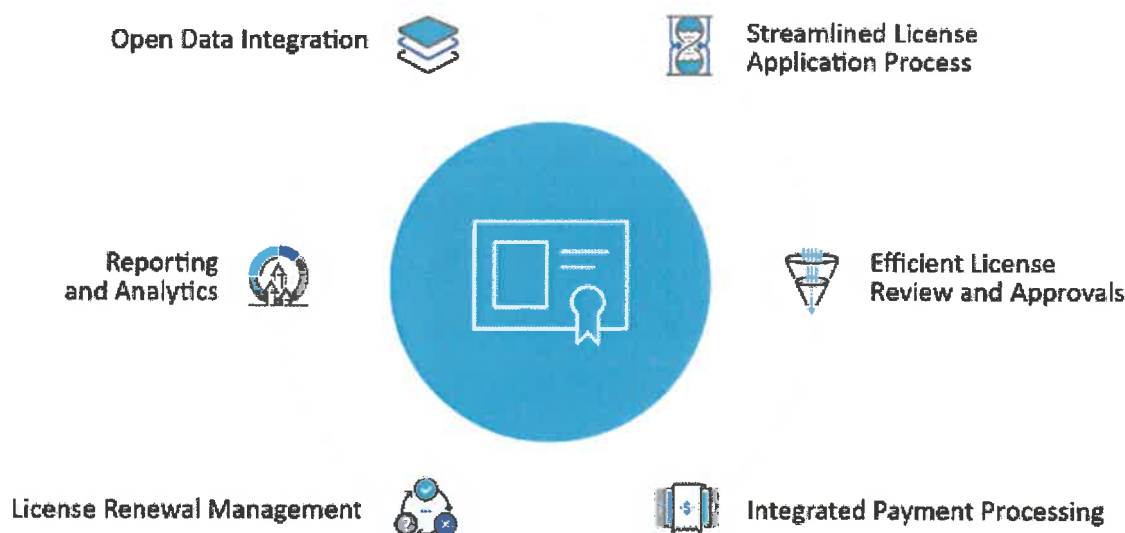 Open Data Integration
Streamlined License
Application Process
Reporting
and Analytics
Efficient License
Review and Approvals
License Renewal Management
$
?
Integrated Payment Processing